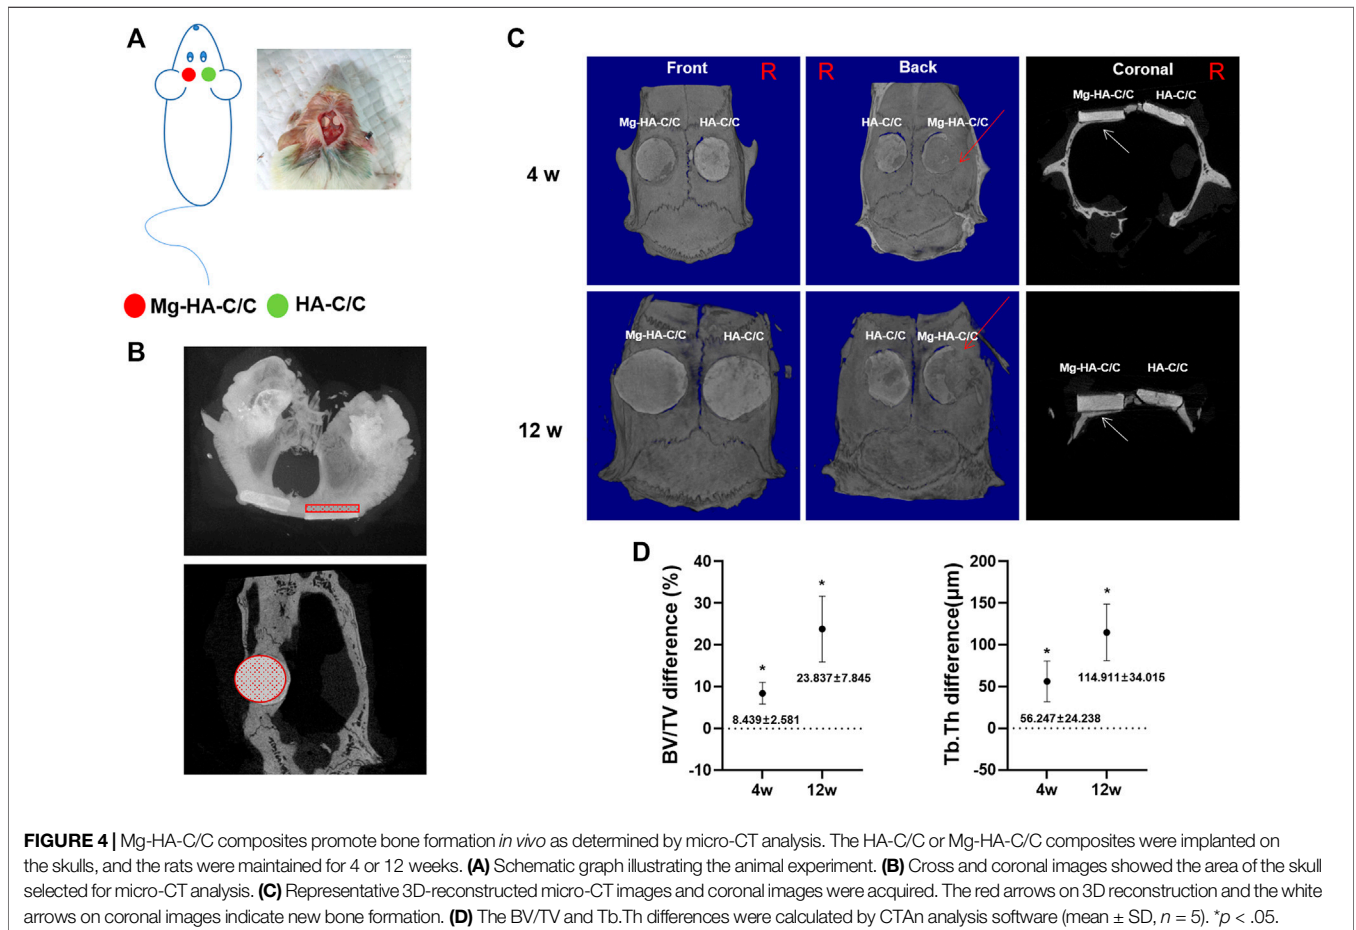 A
Mg-HA-C/C HA-C/C
B
C
Front R
R Back
Coronal R
4 w
Mg-HA-C/C HA-C/C
HA-C/C Mg-HA-C/C
Mg-HA-C/C HA-C/C
12 w
Mg-HA-C/C HA-C/C
HA-C/C Mg-HA-C/C
Mg-HA-C/C HA-C/C
D
BV/TV difference (%)
40
30
20
10
0
-10
*
8.439±2.581
*
23.837±7.845
4w 12w
Tb.Th difference(μm)
200
150
100
50
0
-50
*
56.247±24.238
*
114.911±34.015
4w 12w
FIGURE 4 | Mg-HA-C/C composites promote bone formation in vivo as determined by micro-CT analysis. The HA-C/C or Mg-HA-C/C composites were implanted on
the skulls, and the rats were maintained for 4 or 12 weeks. (A) Schematic graph illustrating the animal experiment. (B) Cross and coronal images showed the area of the skull
selected for micro-CT analysis. (C) Representative 3D-reconstructed micro-CT images and coronal images were acquired. The red arrows on 3D reconstruction and the white
arrows on coronal images indicate new bone formation. (D) The BV/TV and Tb.Th differences were calculated by CTAn analysis software (mean ± SD, n = 5). *p < .05.